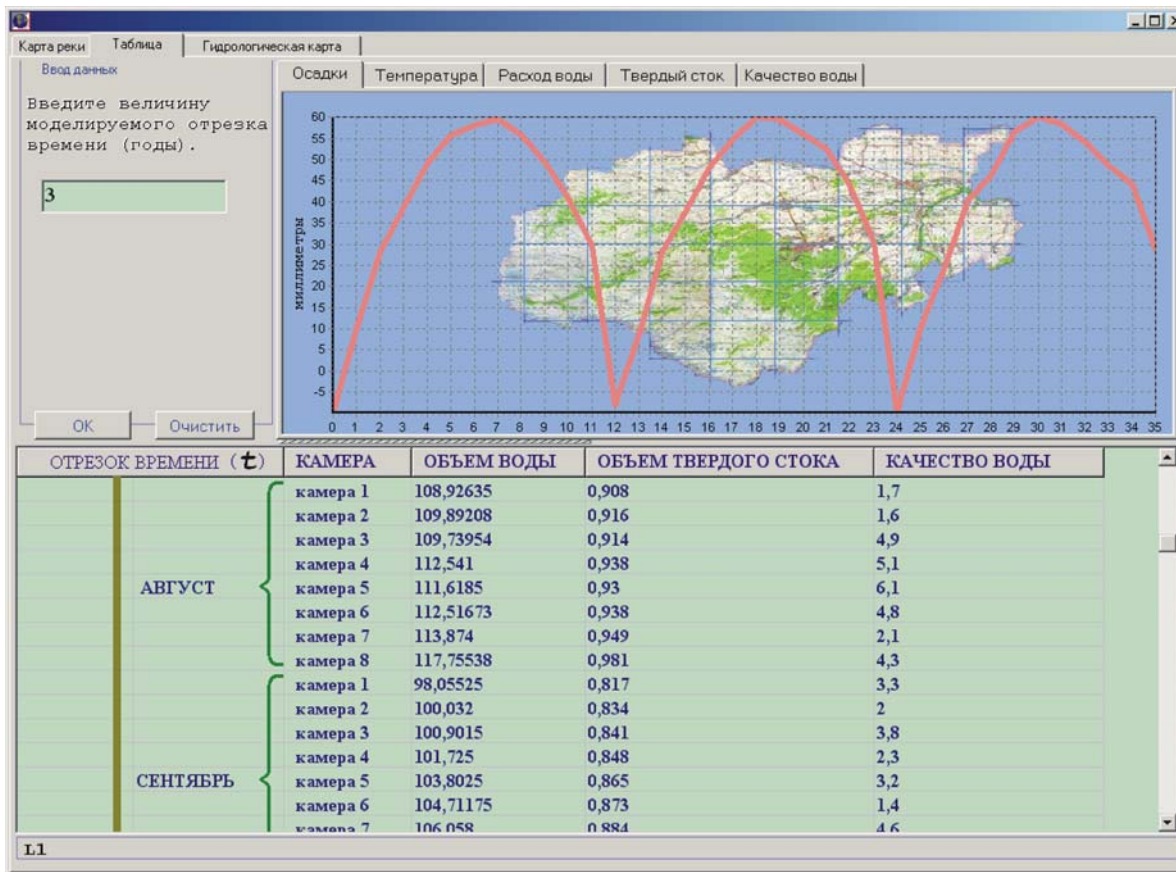 Карта реки Таблица Гидрологическая карта
Ввод данных
Введите величину
моделируемого отрезка
времени (годы).
3
ОК Очистить
Осадки Температура Расход воды Твердый сток Качество воды
миллиметры
60
55
50
45
40
35
30
25
20
15
10
5
0
-5
0 1 2 3 4 5 6 7 8 9 10 11 12 13 14 15 16 17 18 19 20 21 22 23 24 25 26 27 28 29 30 31 32 33 34 35
ОТРЕЗОК ВРЕМЕНИ (t) КАМЕРА ОБЪЕМ ВОДЫ ОБЪЕМ ТВЕРДОГО СТОКА КАЧЕСТВО ВОДЫ
АВГУСТ
камера 1 108,92635 0,908 1,7
камера 2 109,89208 0,916 1,6
камера 3 109,73954 0,914 4,9
камера 4 112,541 0,938 5,1
камера 5 111,6185 0,93 6,1
камера 6 112,51673 0,938 4,8
камера 7 113,874 0,949 2,1
камера 8 117,75538 0,981 4,3
СЕНТЯБРЬ
камера 1 98,05525 0,817 3,3
камера 2 100,032 0,834 2
камера 3 100,9015 0,841 3,8
камера 4 101,725 0,848 2,3
камера 5 103,8025 0,865 3,2
камера 6 104,71175 0,873 1,4
камера 7 106,058 0,884 4,6
L1